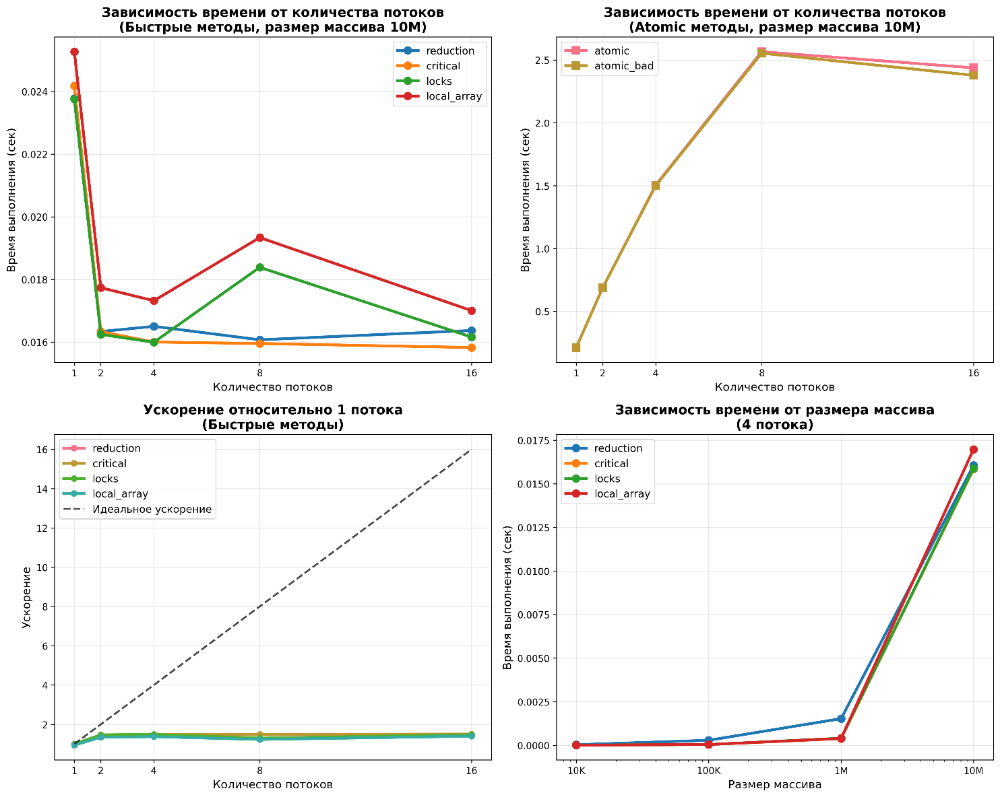 Зависимость времени от количества потоков
(Быстрые методы, размер массива 10M)
Время выполнения (сек)
0.024
0.022
0.020
0.018
0.016
reduction
critical
locks
local_array
1
2
4
8
16
Количество потоков
Зависимость времени от количества потоков
(Atomic методы, размер массива 10M)
Время выполнения (сек)
2.5
2.0
1.5
1.0
0.5
atomic
atomic_bad
1
2
4
8
16
Количество потоков
Ускорение относительно 1 потока
(Быстрые методы)
Ускорение
16
14
12
10
8
6
4
2
reduction
critical
locks
local_array
Идеальное ускорение
1
2
4
8
16
Количество потоков
Зависимость времени от размера массива
(4 потока)
Время выполнения (сек)
0.0175
0.0150
0.0125
0.0100
0.0075
0.0050
0.0025
0.0000
reduction
critical
locks
local_array
10K
100K
1M
10M
Размер массива